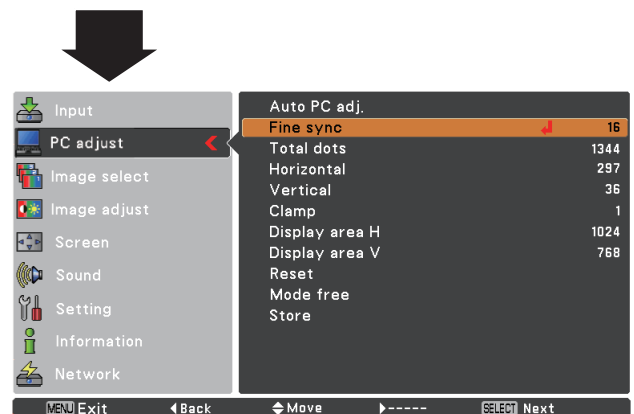 Input
PC adjust
Image select
Image adjust
Screen
Sound
Setting
Information
Network
Auto PC adj.
Fine sync 16
Total dots 1344
Horizontal 297
Vertical 36
Clamp 1
Display area H 1024
Display area V 768
Reset
Mode free
Store
MENU Exit ◀Back ◆Move ▶----- SELECT Next